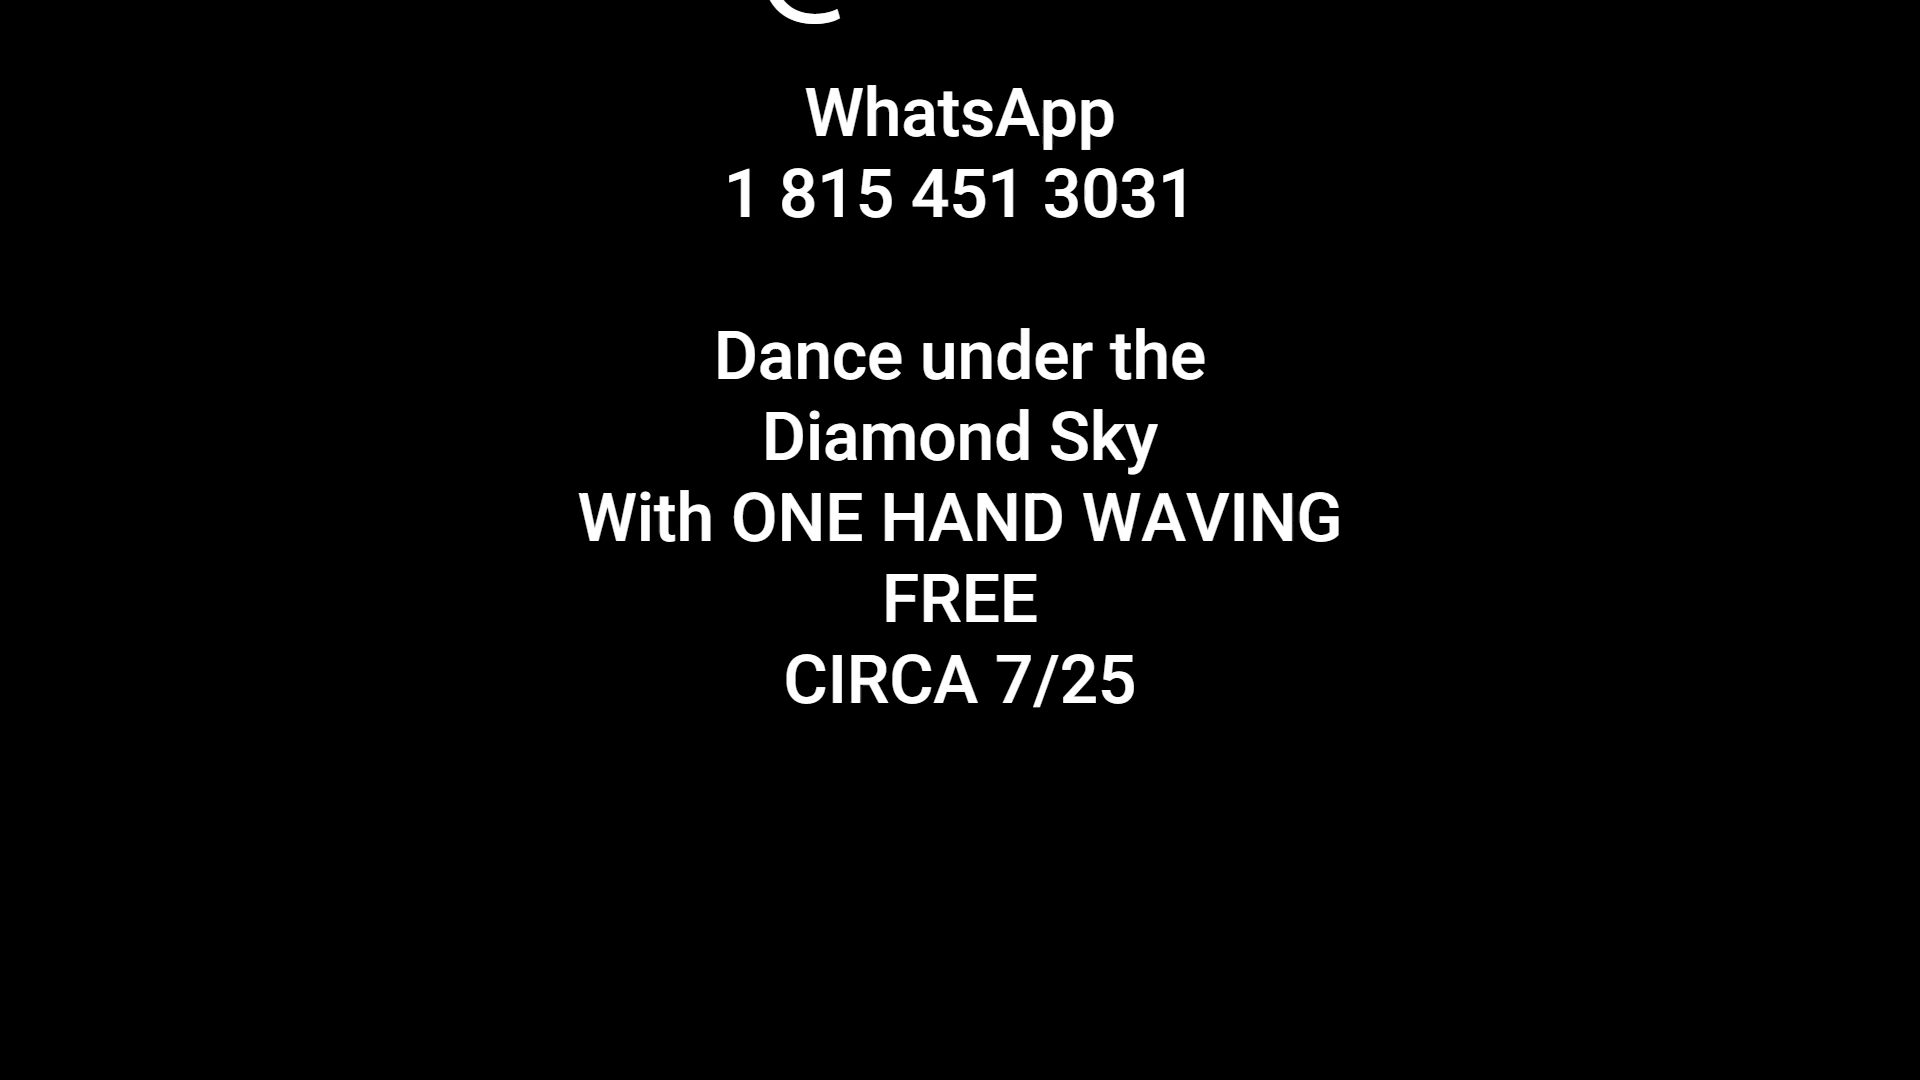 WhatsApp
1 815 451 3031
Dance under the
Diamond Sky
With ONE HAND WAVING
FREE
CIRCA 7/25